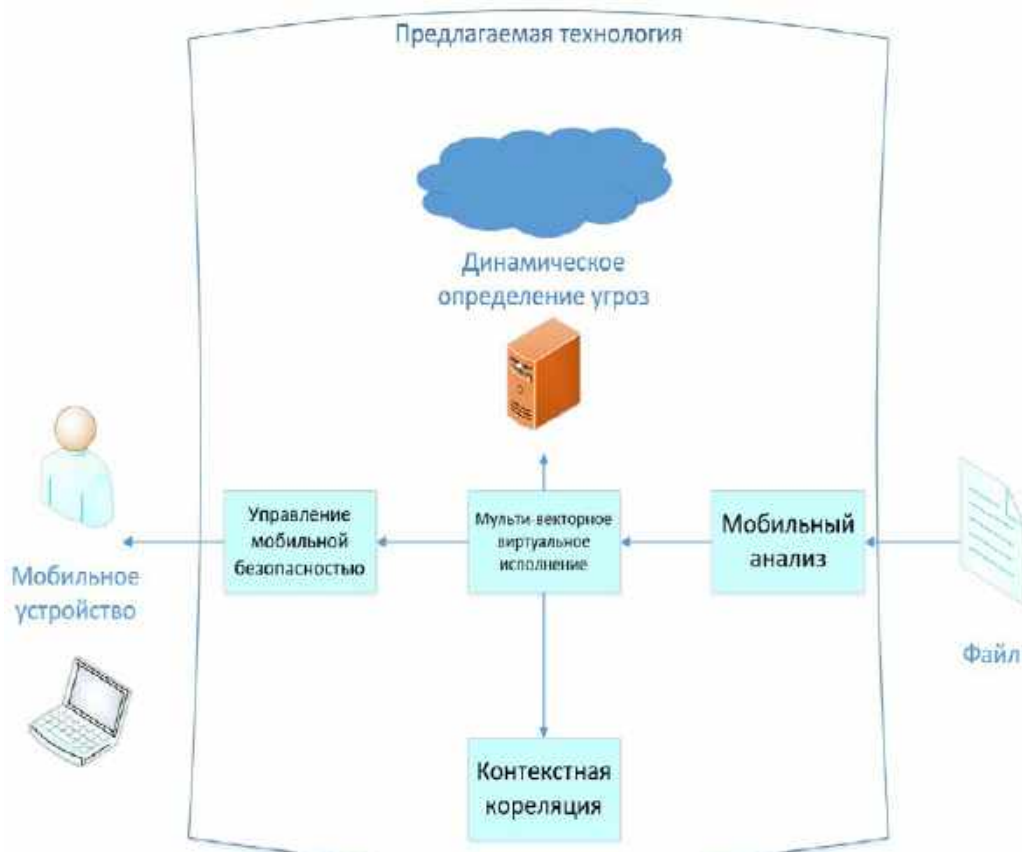 Предлагаемая технология
Динамическое
определение угроз
Управление
мобильной
безопасностью
Мульти-векторное
виртуальное
исполнение
Мобильный
анализ
Мобильное
устройство
Файл
Контекстная
кореляция